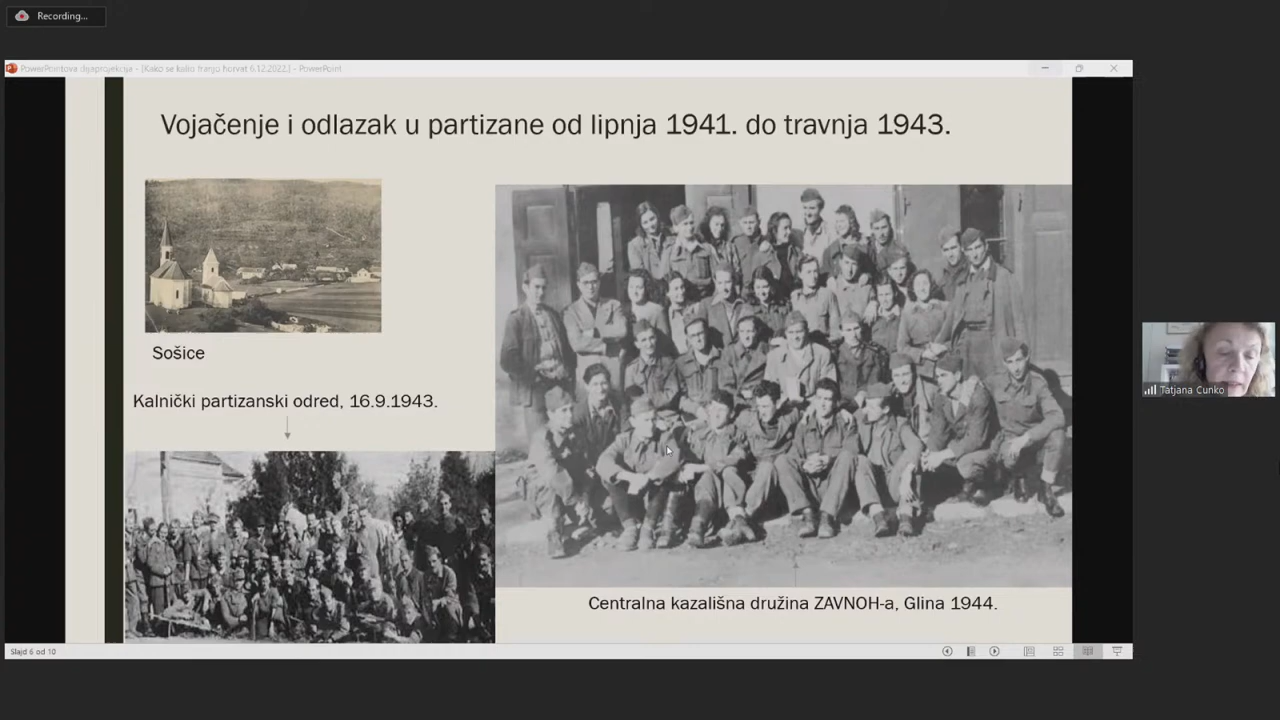 Recording...
PowerPointova dijaprojekcija - [Kako se kalio franjo horvat 6.12.2022.] - PowerPoint
Vojačenje i odlazak u partizane od lipnja 1941. do travnja 1943.
Sošice
Kalnički partizanski odred, 16.9.1943.
Centralna kazališna družina ZAVNOH-a, Glina 1944.
Tatjana Cunko
Slajd 6 od 10